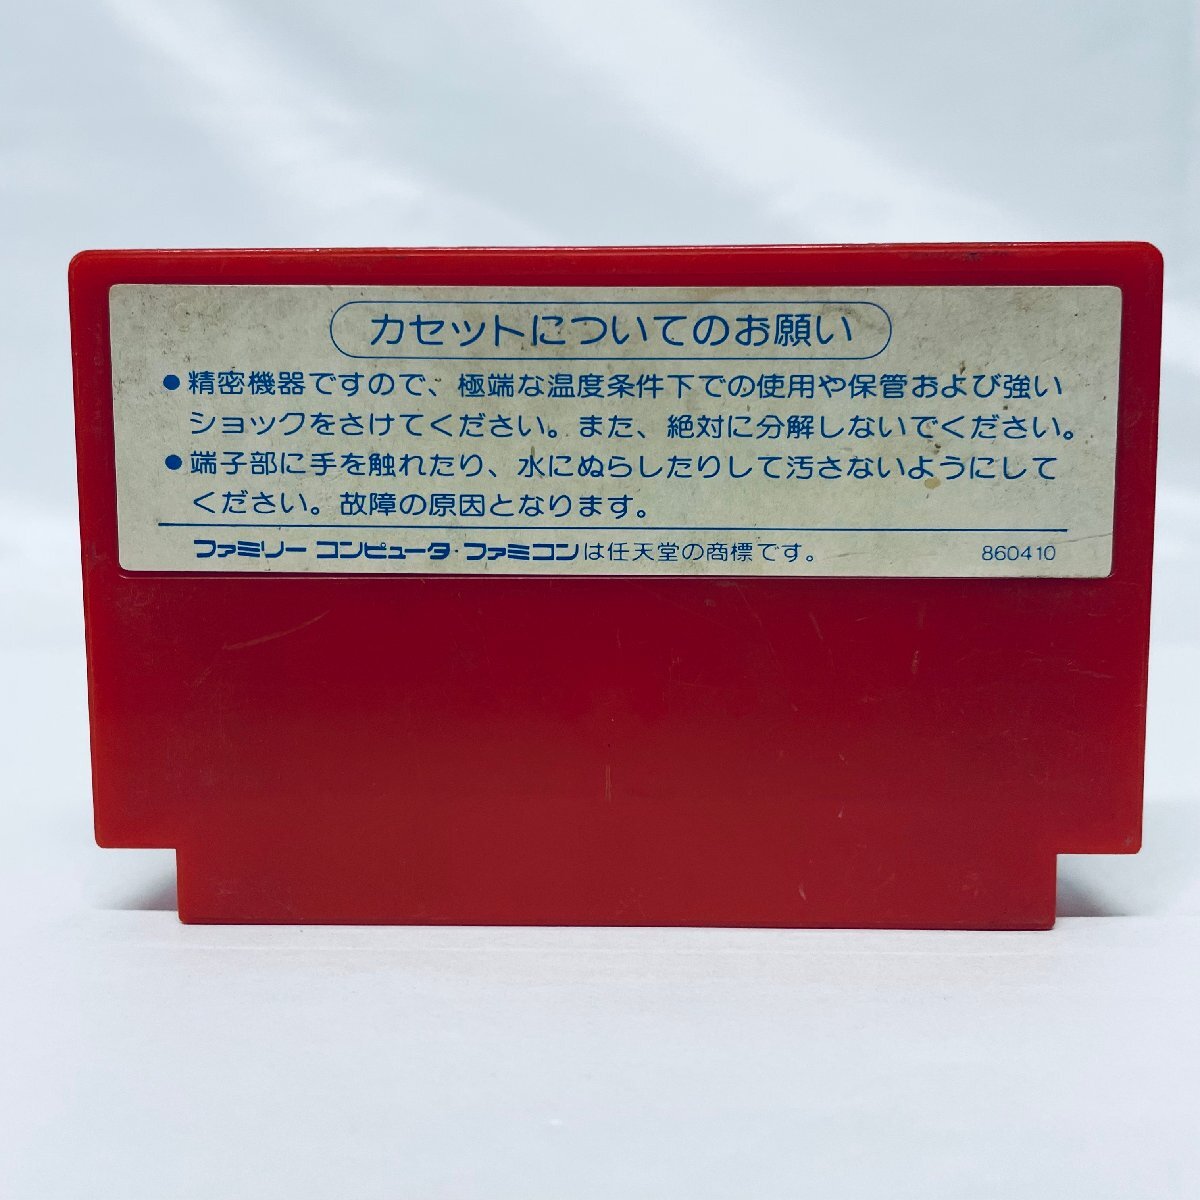 カセットについてのお願い
●精密機器ですので、極端な温度条件下での使用や保管および強い
ショックをさけてください。また、絶対に分解しないでください。
●端子部に手を触れたり、水にぬらしたりして汚さないようにして
ください。故障の原因となります。
ファミリー コンピュータ・ファミコンは任天堂の商標です。 860410